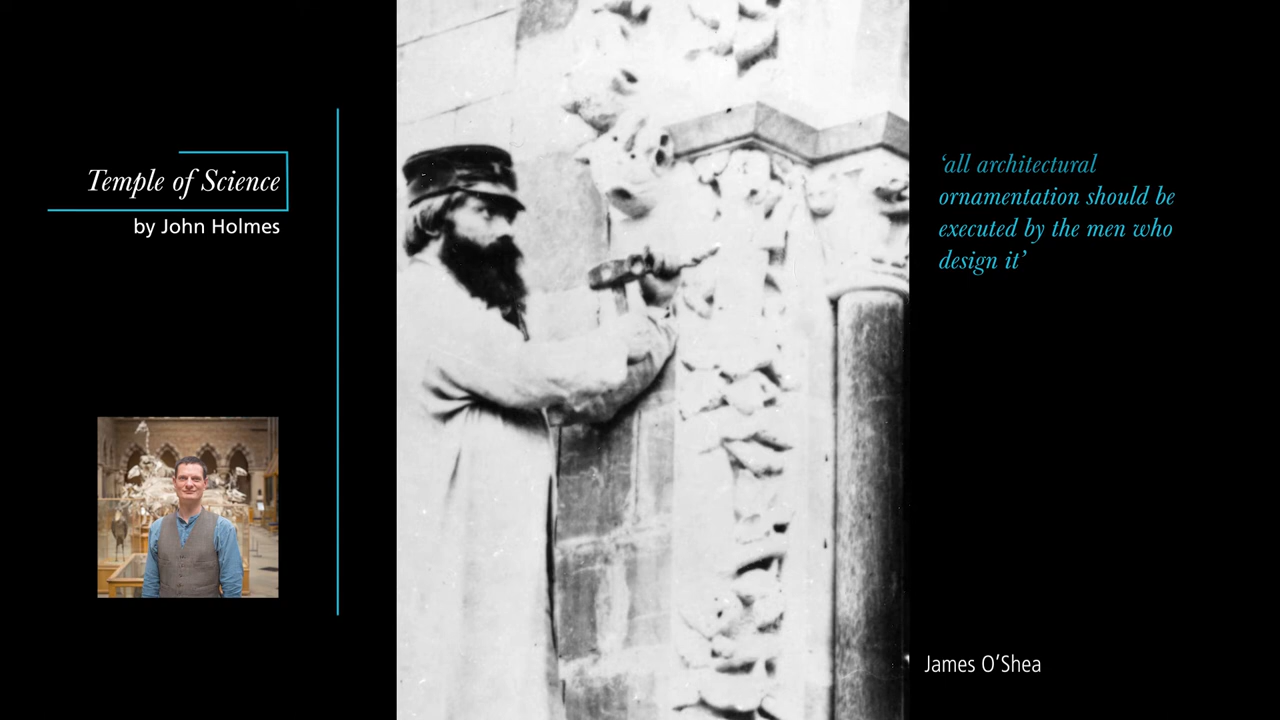 Temple of Science
by John Holmes
‘all architectural
ornamentation should be
executed by the men who
design it’
James O’Shea